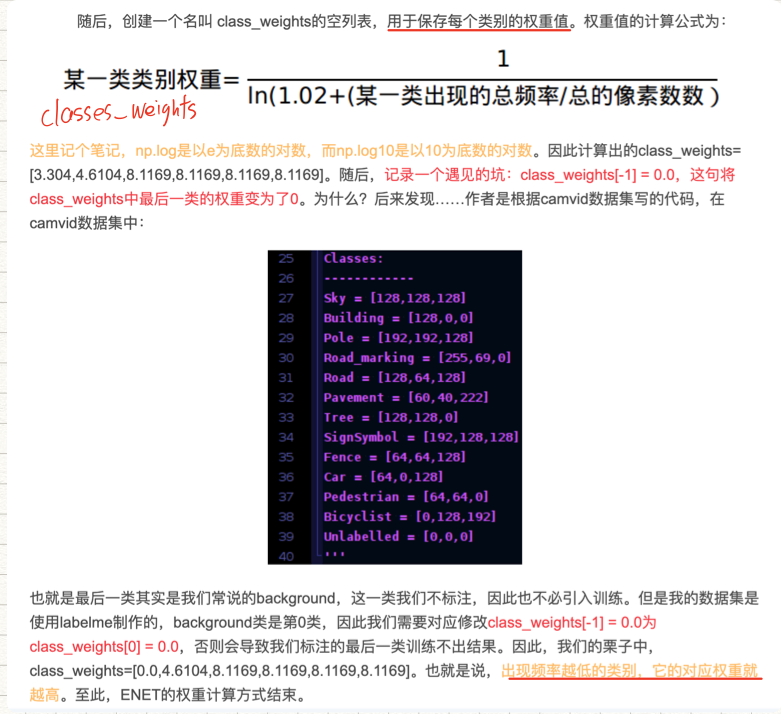 随后，创建一个名叫 class_weights的空列表，用于保存每个类别的权重值。权重值的计算公式为：
某一类类别权重=
1
ln(1.02+(某一类出现的总频率/总的像素数数 )
classes_weights
这里记个笔记，np.log是以e为底数的对数，而np.log10是以10为底数的对数。因此计算出的class_weights=
[3.304,4.6104,8.1169,8.1169,8.1169,8.1169]。随后，记录一个遇见的坑：class_weights[-1] = 0.0，这句将
class_weights中最后一类的权重变为了0。为什么？后来发现……作者是根据camvid数据集写的代码，在
camvid数据集中：
25 Classes:
26 ------------
27 Sky = [128,128,128]
28 Building = [128,0,0]
29 Pole = [192,192,128]
30 Road_marking = [255,69,0]
31 Road = [128,64,128]
32 Pavement = [60,40,222]
33 Tree = [128,128,0]
34 SignSymbol = [192,128,128]
35 Fence = [64,64,128]
36 Car = [64,0,128]
37 Pedestrian = [64,64,0]
38 Bicyclist = [0,128,192]
39 Unlabelled = [0,0,0]
40 '''
也就是最后一类其实是我们常说的background，这一类我们不标注，因此也不必引入训练。但是我的数据集是
使用labelme制作的，background类是第0类，因此我们需要对应修改class_weights[-1] = 0.0为
class_weights[0] = 0.0，否则会导致我们标注的最后一类训练不出结果。因此，我们的栗子中，
class_weights=[0.0,4.6104,8.1169,8.1169,8.1169,8.1169]。也就是说，出现频率越低的类别，它的对应权重就
越高。至此，ENET的权重计算方式结束。